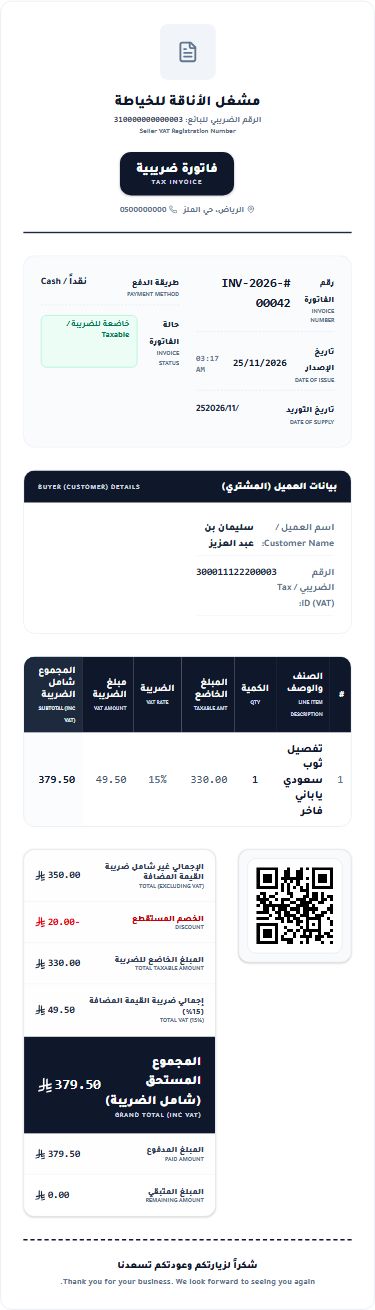 مشغل الأناقة للخياطة
الرقم الضريبي للبائع: 310000000000003
Seller VAT Registration Number
فاتورة ضريبية
TAX INVOICE
الرياض، حي الملز 0500000000
رقم الفاتورة
INVOICE NUMBER
INV-2026-#
00042
تاريخ الإصدار
DATE OF ISSUE
25/11/2026
03:17 AM
تاريخ التوريد
DATE OF SUPPLY
252026/11/
طريقة الدفع
PAYMENT METHOD
نقداً / Cash
حالة الفاتورة
INVOICE STATUS
خاضعة للضريبة / Taxable
بيانات العميل (المشتري)
BUYER (CUSTOMER) DETAILS
اسم العميل / Customer Name:
سليمان بن عبد العزيز
الرقم الضريبي / Tax ID (VAT):
300011122200003
#
الصنف والوصف
LINE ITEM DESCRIPTION
الكمية
QTY
المبلغ الخاضع
TAXABLE AMT
الضريبة
VAT RATE
مبلغ الضريبة
VAT AMOUNT
المجموع شامل الضريبة
SUBTOTAL (INC VAT)
1
تفصيل ثوب سعودي ياباني فاخر
1
330.00
15%
49.50
379.50
الإجمالي غير شامل ضريبة القيمة المضافة
TOTAL (EXCLUDING VAT)
350.00
الخصم المستقطع
DISCOUNT
20.00-
المبلغ الخاضع للضريبة
TOTAL TAXABLE AMOUNT
330.00
إجمالي ضريبة القيمة المضافة (15%)
TOTAL VAT (15%)
49.50
المجموع المستحق (شامل الضريبة)
GRAND TOTAL (INC VAT)
379.50
المبلغ المدفوع
PAID AMOUNT
379.50
المبلغ المتبقي
REMAINING AMOUNT
0.00
شكراً لزيارتكم وعودتكم تسعدنا
.Thank you for your business. We look forward to seeing you again